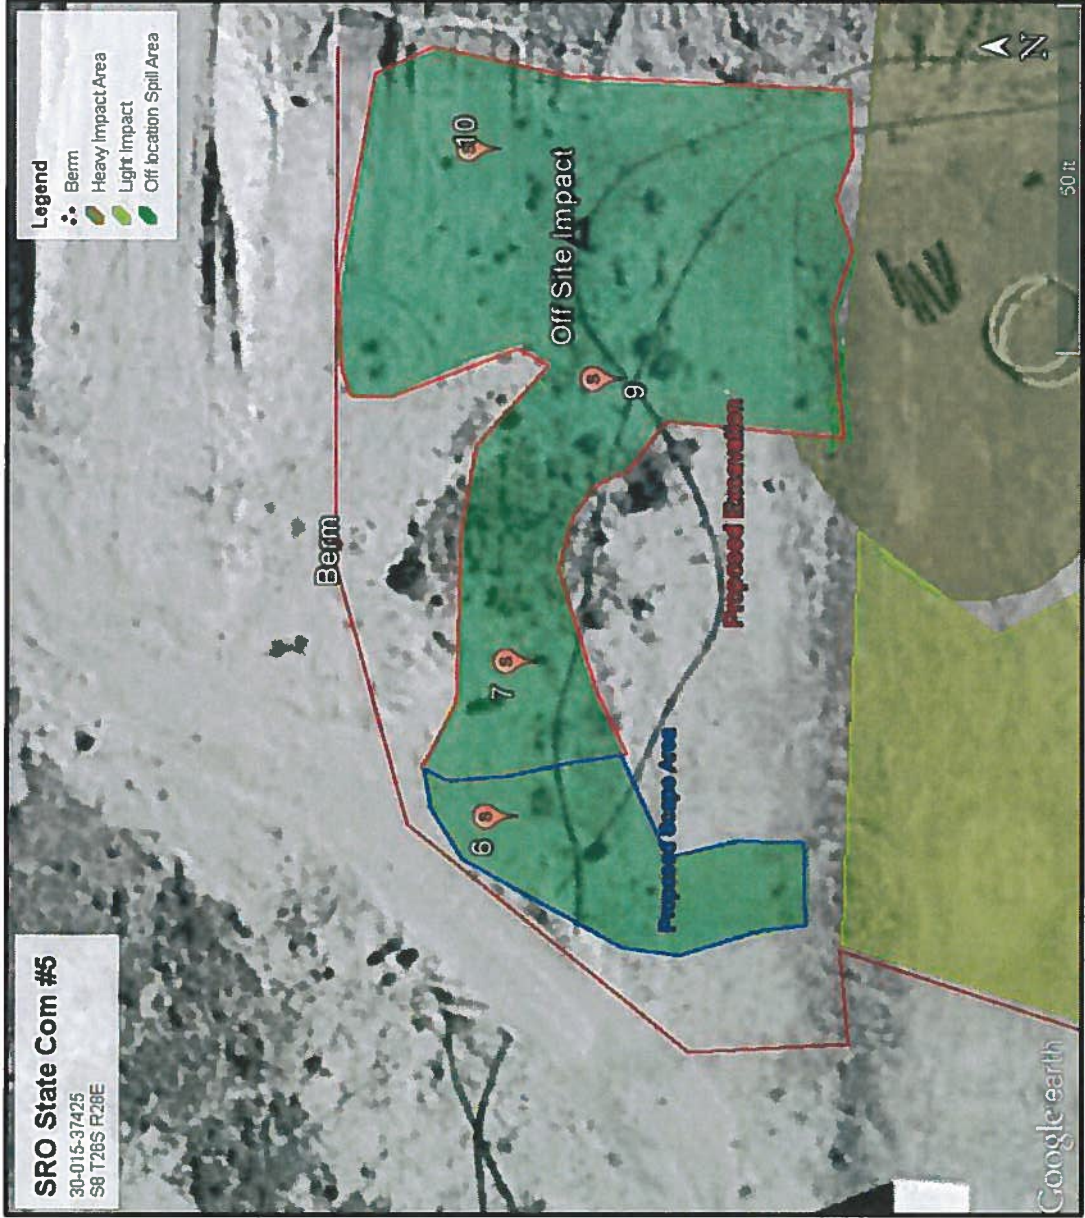 SRO State Com #5
30-015-37425
S8 T26S R28E
Legend
Berm
Heavy Impact Area
Light Impact
Off location Spill Area
Berm
Off Site Impact
Proposed Excavation
Proposed Scrape Area
6
7
9
10
S
S
S
Google earth
50 ft
N